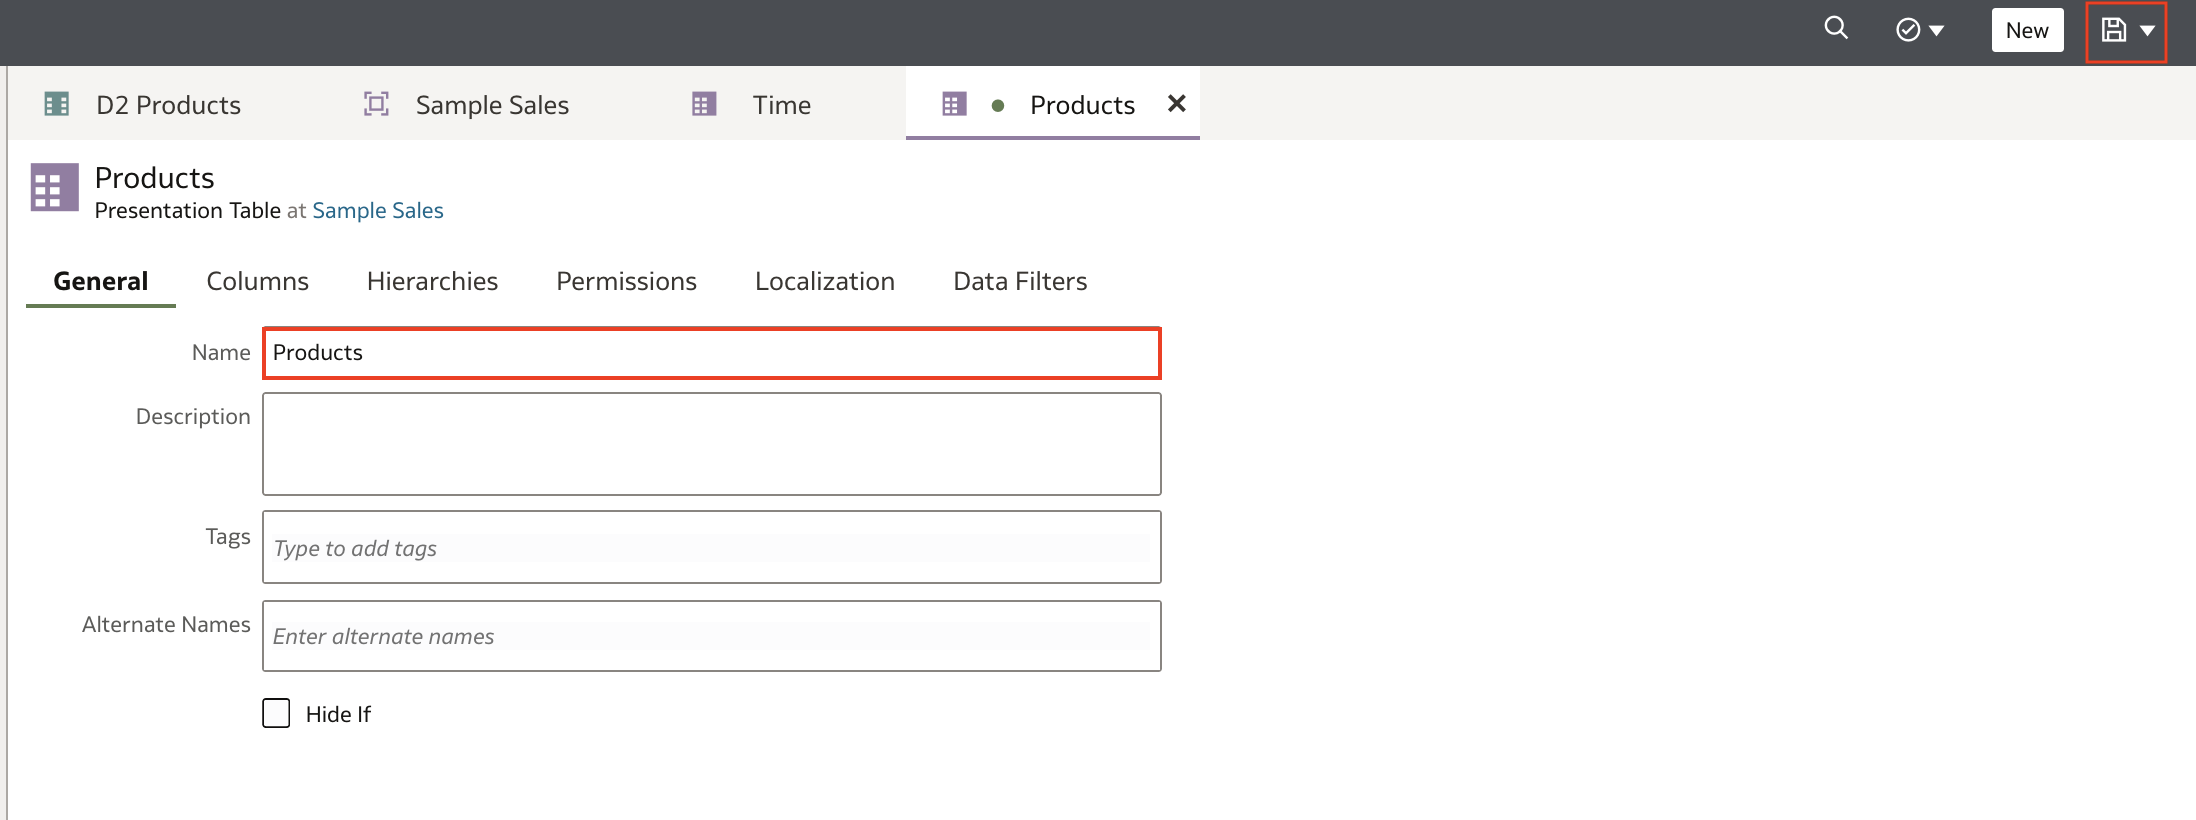 New
D2 Products
Sample Sales
Time
Products
Products
Presentation Table at Sample Sales
General
Columns
Hierarchies
Permissions
Localization
Data Filters
Name
Products
Description
Tags
Type to add tags
Alternate Names
Enter alternate names
Hide If